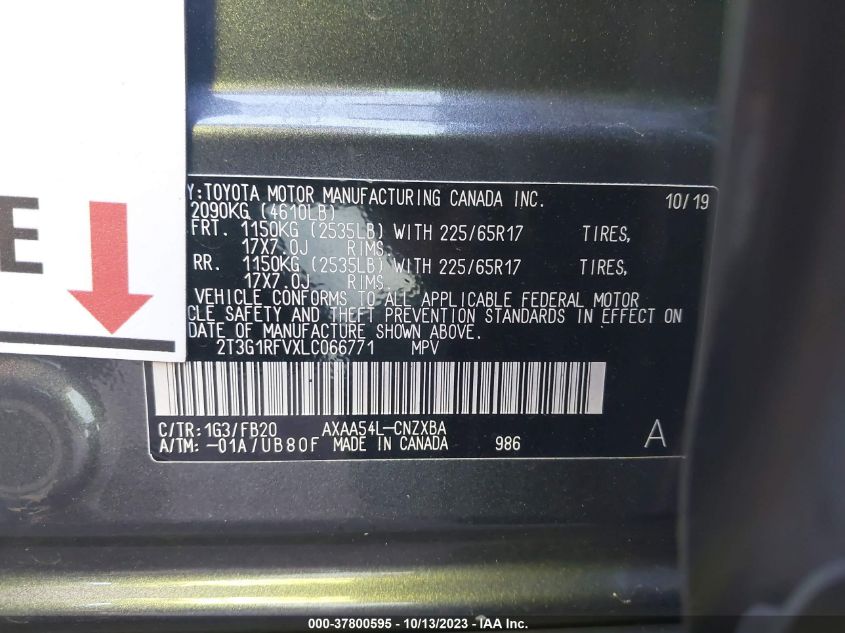 E
Y:TOYOTA MOTOR MANUFACTURING CANADA INC. 10/19
2090KG (4610LB)
FRT. 1150KG (2535LB) WITH 225/65R17 TIRES,
17X7.0J RIMS
RR. 1150KG (2535LB) WITH 225/65R17 TIRES,
17X7.0J RIMS
VEHICLE CONFORMS TO ALL APPLICABLE FEDERAL MOTOR
CLE SAFETY AND THEFT PREVENTION STANDARDS IN EFFECT ON
DATE OF MANUFACTURE SHOWN ABOVE.
2T3G1RFVXLC066771 MPV
C/TR:1G3/FB20 AXAA54L-CNZXBA
A/TM:-01A/UB80F MADE IN CANADA 986 A
000-37800595 - 10/13/2023 - IAA Inc.